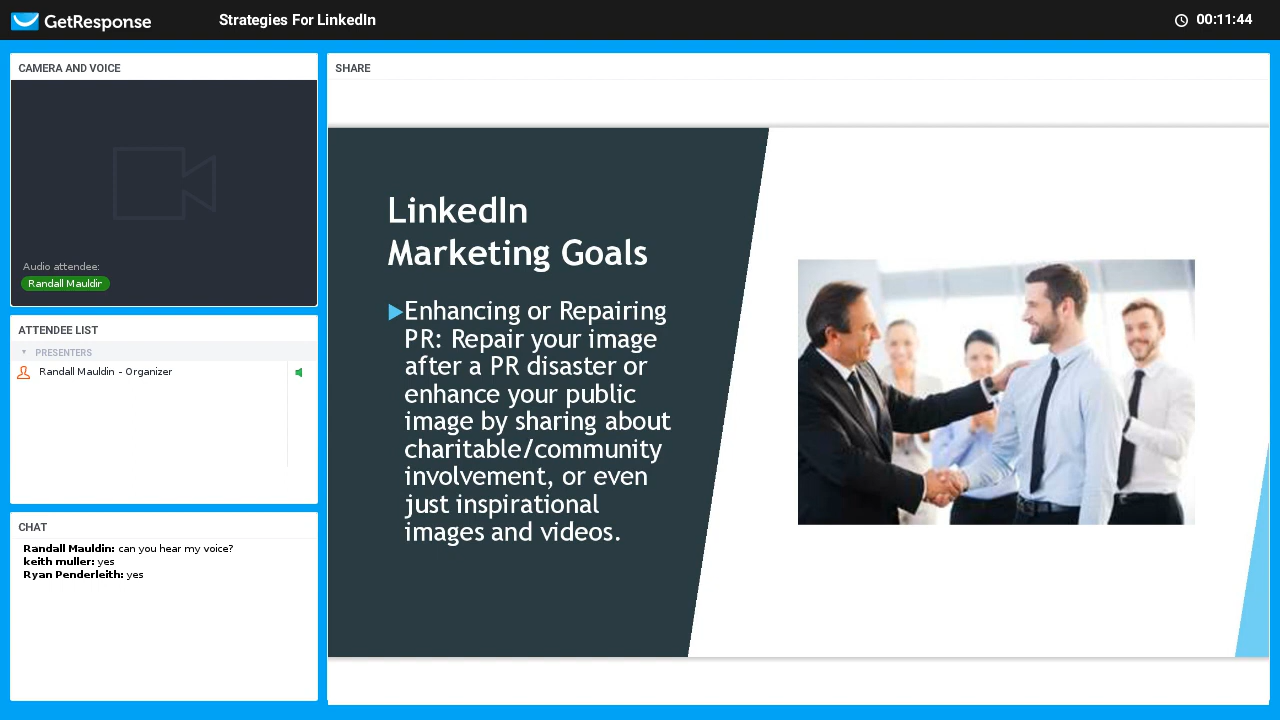 GetResponse
Strategies For LinkedIn
00:11:44
CAMERA AND VOICE
Audio attendee:
Randall Mauldin
ATTENDEE LIST
PRESENTERS
Randall Mauldin - Organizer
CHAT
Randall Mauldin: can you hear my voice?
keith muller: yes
Ryan Penderleith: yes
SHARE
LinkedIn
Marketing Goals
Enhancing or Repairing
PR: Repair your image
after a PR disaster or
enhance your public
image by sharing about
charitable/community
involvement, or even
just inspirational
images and videos.